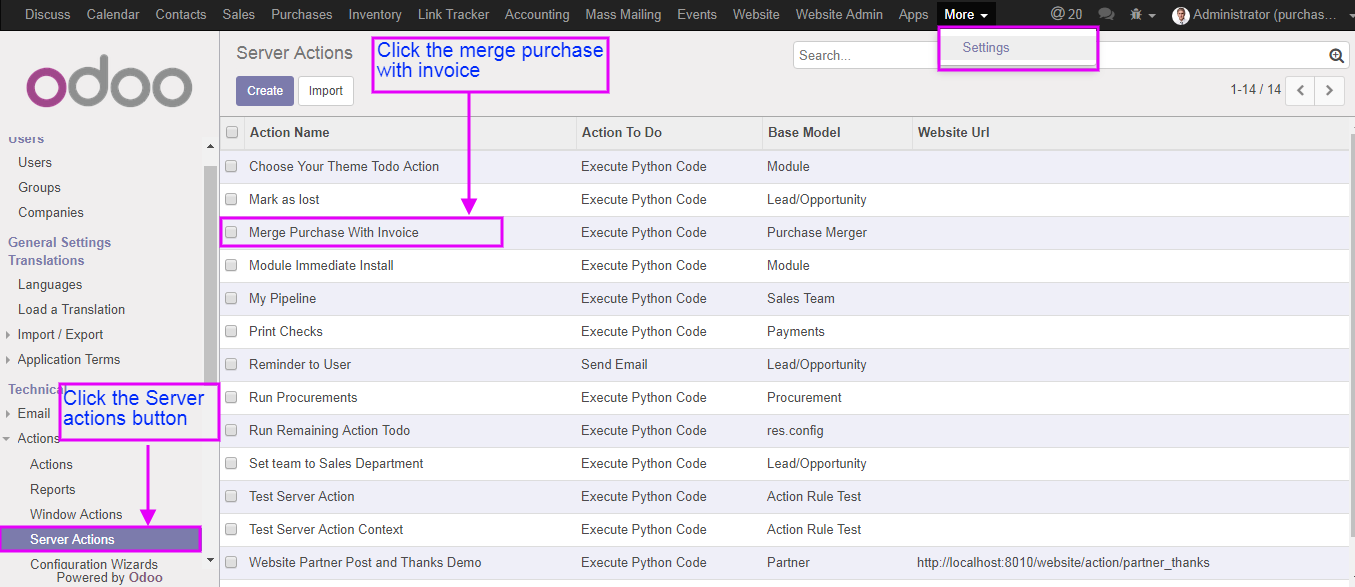 Discuss Calendar Contacts Sales Purchases Inventory Link Tracker Accounting Mass Mailing Events Website Website Admin Apps More @ 20 Administrator (purchas...
Settings
odoo
Server Actions
Click the merge purchase
with invoice
Search...
Create Import
1-14 / 14
Users
Users
Groups
Companies
General Settings
Translations
Languages
Load a Translation
Import / Export
Application Terms
Technical
Click the Server
actions button
Email
Actions
Actions
Reports
Window Actions
Server Actions
Configuration Wizards
Powered by Odoo
Action Name Action To Do Base Model Website Url
Choose Your Theme Todo Action Execute Python Code Module
Mark as lost Execute Python Code Lead/Opportunity
Merge Purchase With Invoice Execute Python Code Purchase Merger
Module Immediate Install Execute Python Code Module
My Pipeline Execute Python Code Sales Team
Print Checks Execute Python Code Payments
Reminder to User Send Email Lead/Opportunity
Run Procurements Execute Python Code Procurement
Run Remaining Action Todo Execute Python Code res.config
Set team to Sales Department Execute Python Code Lead/Opportunity
Test Server Action Execute Python Code Action Rule Test
Test Server Action Context Execute Python Code Action Rule Test
Website Partner Post and Thanks Demo Execute Python Code Partner http://localhost:8010/website/action/partner_thanks